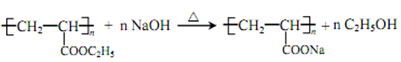 [CH₂—CH]ₙ + n NaOH △ → [CH₂—CH]ₙ + n C₂H₅OH
COOC₂H₅ COONa